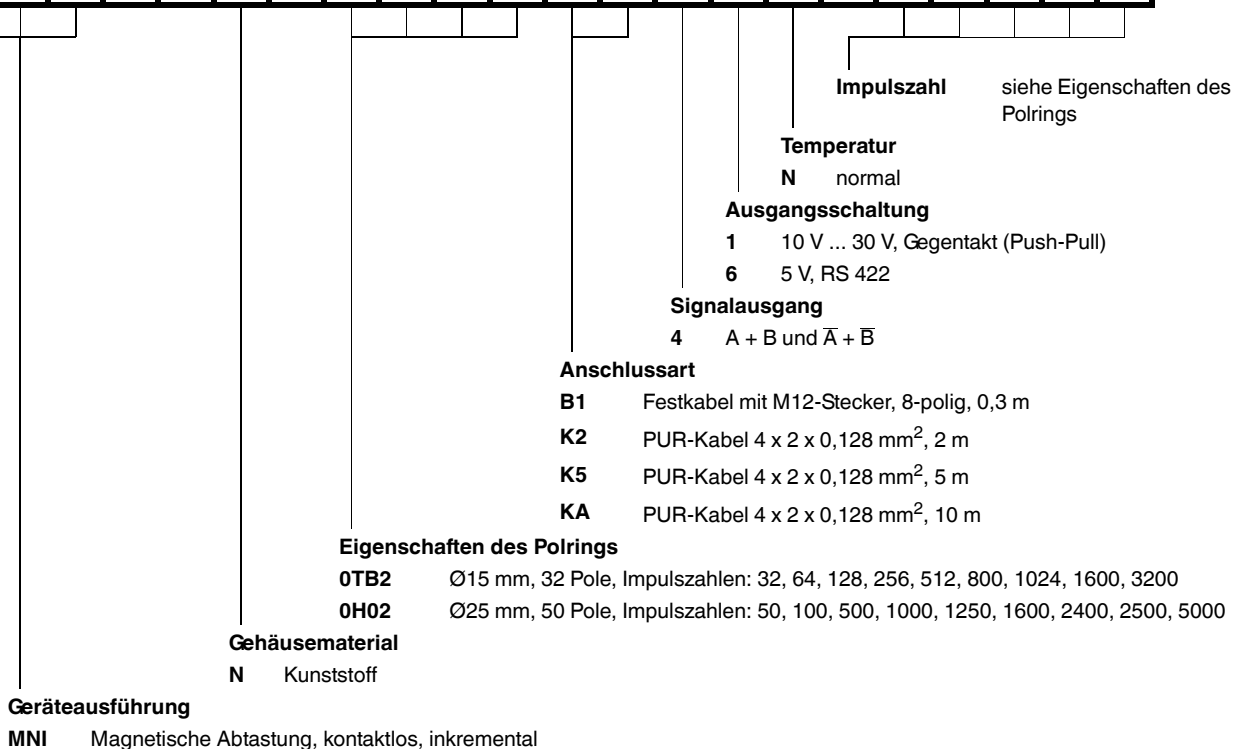 Impulszahl siehe Eigenschaften des
Polrings
Temperatur
N normal
Ausgangsschaltung
1 10 V ... 30 V, Gegentakt (Push-Pull)
6 5 V, RS 422
Signalausgang
4 A + B und A̅ + B̅
Anschlussart
B1 Festkabel mit M12-Stecker, 8-polig, 0,3 m
K2 PUR-Kabel 4 x 2 x 0,128 mm², 2 m
K5 PUR-Kabel 4 x 2 x 0,128 mm², 5 m
KA PUR-Kabel 4 x 2 x 0,128 mm², 10 m
Eigenschaften des Polrings
0TB2 Ø15 mm, 32 Pole, Impulszahlen: 32, 64, 128, 256, 512, 800, 1024, 1600, 3200
0H02 Ø25 mm, 50 Pole, Impulszahlen: 50, 100, 500, 1000, 1250, 1600, 2400, 2500, 5000
Gehäusematerial
N Kunststoff
Geräteausführung
MNI Magnetische Abtastung, kontaktlos, inkremental